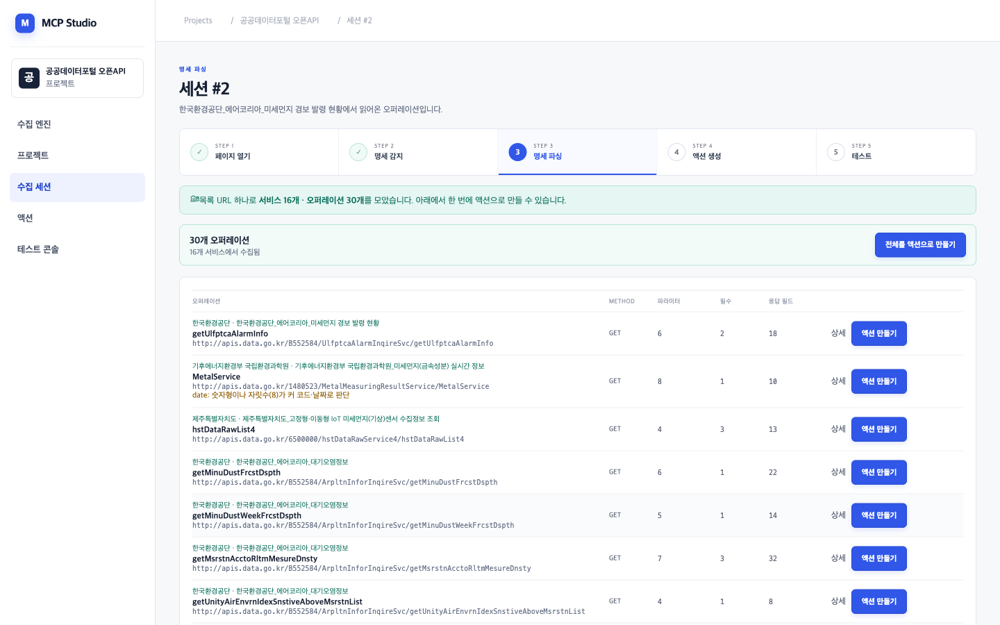 M MCP Studio
Projects / 공공데이터포털 오픈API / 세션 #2
공 공공데이터포털 오픈API
프로젝트
수집 엔진
프로젝트
수집 세션
액션
테스트 콘솔
명세 파싱
세션 #2
한국환경공단_에어코리아_미세먼지 경보 발령 현황에서 읽어온 오퍼레이션입니다.
✓ STEP 1 페이지 열기
✓ STEP 2 명세 감지
3 STEP 3 명세 파싱
4 STEP 4 액션 생성
5 STEP 5 테스트
목록 URL 하나로 서비스 16개 · 오퍼레이션 30개를 모았습니다. 아래에서 한 번에 액션으로 만들 수 있습니다.
30개 오퍼레이션
16개 서비스에서 수집됨
전체를 액션으로 만들기
오퍼레이션 METHOD 파라미터 필수 응답 필드
한국환경공단 · 한국환경공단_에어코리아_미세먼지 경보 발령 현황
getUlfptcaAlarmInfo GET 6 2 18 상세 액션 만들기
http://apis.data.go.kr/B552584/UlfptcaAlarmInqireSvc/getUlfptcaAlarmInfo
기후에너지환경부 국립환경과학원 · 기후에너지환경부 국립환경과학원_미세먼지(금속성분) 실시간 정보
MetalService GET 8 1 10 상세 액션 만들기
http://apis.data.go.kr/1480523/MetalMeasuringResultService/MetalService
date: 숫자형이나 자릿수(8)가 커 코드·날짜로 판단
제주특별자치도 · 제주특별자치도_고정형·이동형 IoT 미세먼지(기상)센서 수집정보 조회
hstDataRawList4 GET 4 3 13 상세 액션 만들기
http://apis.data.go.kr/6500000/hstDataRawService4/hstDataRawList4
한국환경공단 · 한국환경공단_에어코리아_대기오염정보
getMinuDustFrcstDspth GET 6 1 22 상세 액션 만들기
http://apis.data.go.kr/B552584/ArpltnInforInqireSvc/getMinuDustFrcstDspth
한국환경공단 · 한국환경공단_에어코리아_대기오염정보
getMinuDustWeekFrcstDspth GET 5 1 14 상세 액션 만들기
http://apis.data.go.kr/B552584/ArpltnInforInqireSvc/getMinuDustWeekFrcstDspth
한국환경공단 · 한국환경공단_에어코리아_대기오염정보
getMsrstnAcctoRltmMesureDnsty GET 7 3 32 상세 액션 만들기
http://apis.data.go.kr/B552584/ArpltnInforInqireSvc/getMsrstnAcctoRltmMesureDnsty
한국환경공단 · 한국환경공단_에어코리아_대기오염정보
getUnityAirEnvrnIdexSnstiveAboveMsrstnList GET 4 1 8 상세 액션 만들기
http://apis.data.go.kr/B552584/ArpltnInforInqireSvc/getUnityAirEnvrnIdexSnstiveAboveMsrstnList